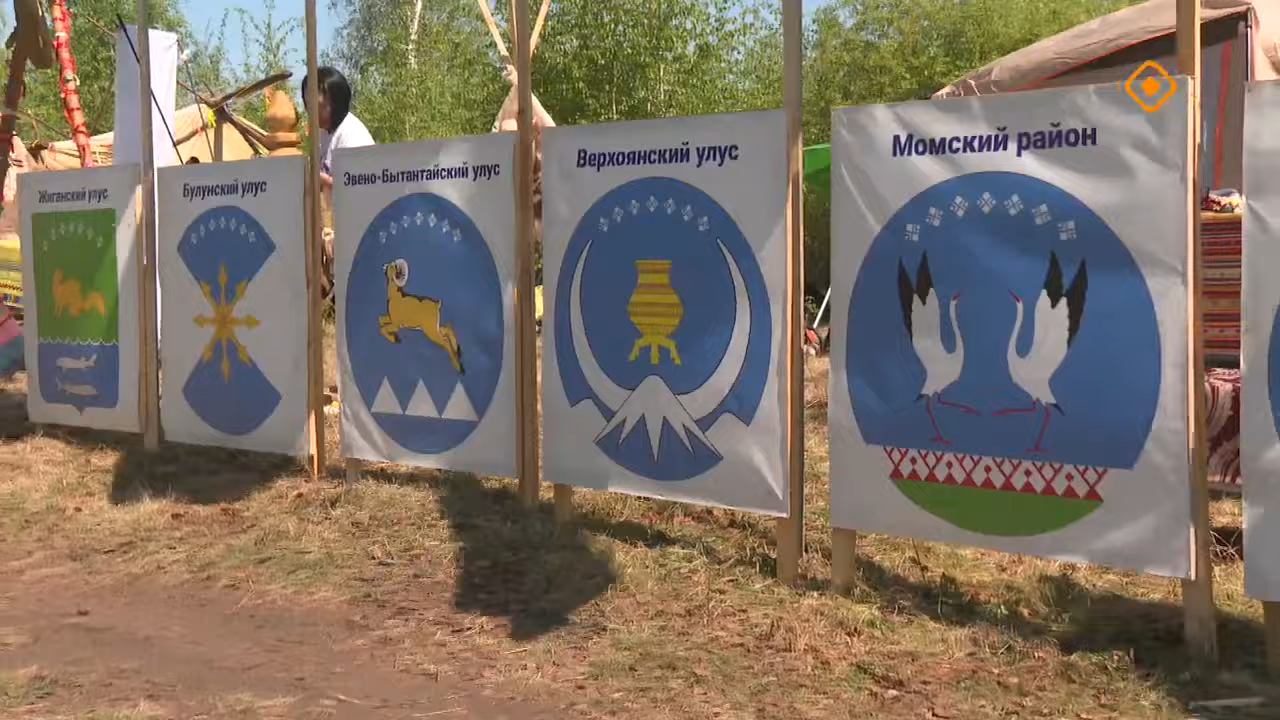 Жиганский улус
Булунский улус
Эвено-Бытантайский улус
Верхоянский улус
Момский район